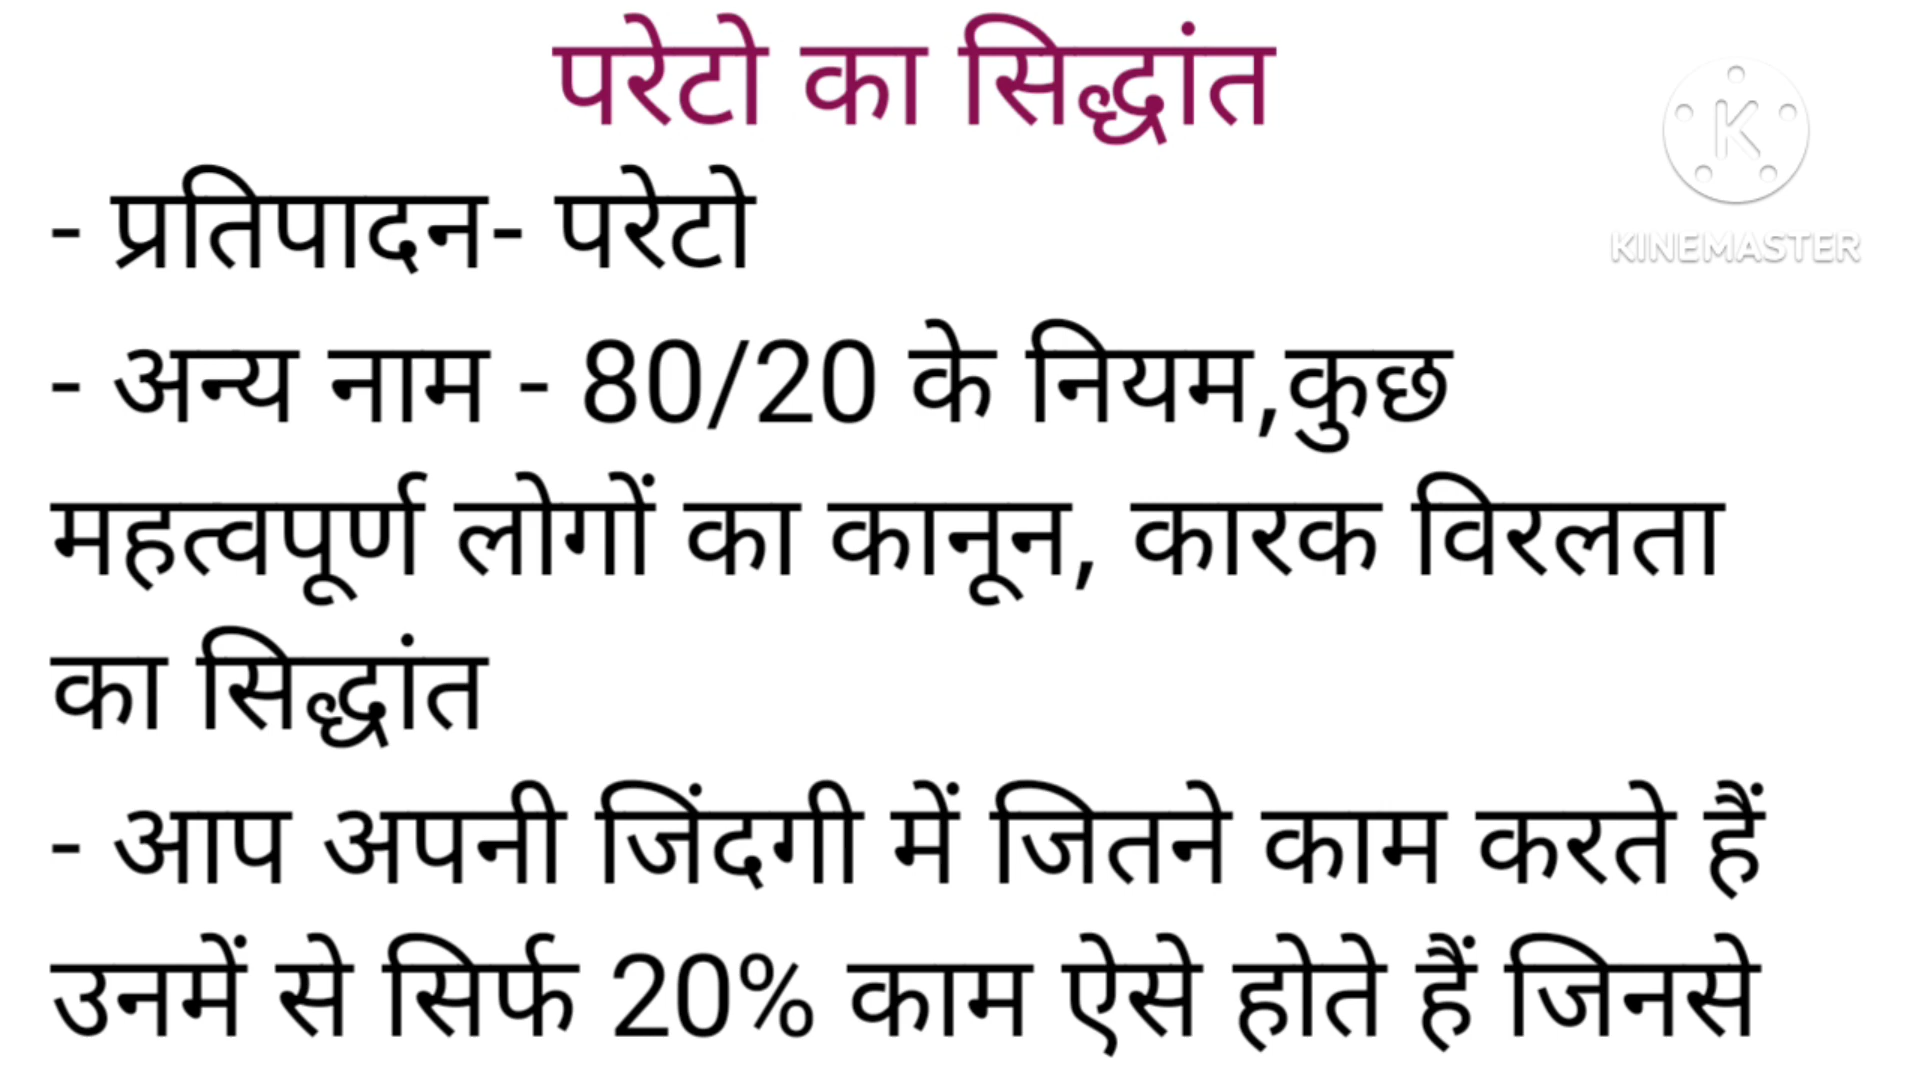 परेटो का सिद्धांत
- प्रतिपादन- परेटो
- अन्य नाम - 80/20 के नियम,कुछ
महत्वपूर्ण लोगों का कानून, कारक विरलता
का सिद्धांत
- आप अपनी जिंदगी में जितने काम करते हैं
उनमें से सिर्फ 20% काम ऐसे होते हैं जिनसे
K
KINEMASTER